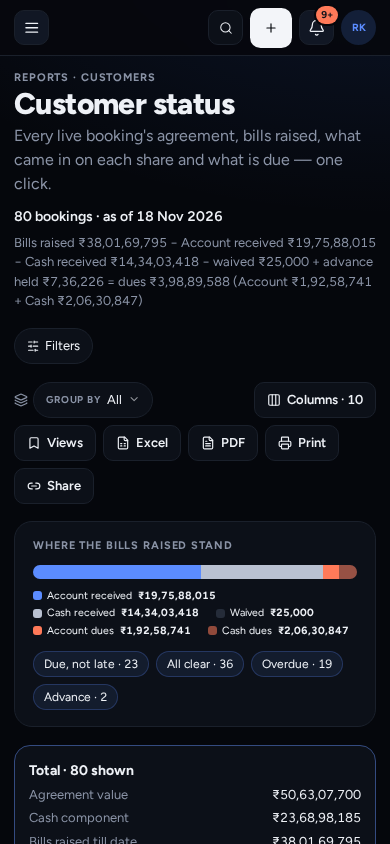 9+
RK
REPORTS · CUSTOMERS
Customer status
Every live booking's agreement, bills raised, what
came in on each share and what is due — one
click.
80 bookings · as of 18 Nov 2026
Bills raised ₹38,01,69,795 − Account received ₹19,75,88,015
− Cash received ₹14,34,03,418 − waived ₹25,000 + advance
held ₹7,36,226 = dues ₹3,98,89,588 (Account ₹1,92,58,741
+ Cash ₹2,06,30,847)
Filters
GROUP BY All
Columns · 10
Views
Excel
PDF
Print
Share
WHERE THE BILLS RAISED STAND
Account received ₹19,75,88,015
Cash received ₹14,34,03,418 Waived ₹25,000
Account dues ₹1,92,58,741 Cash dues ₹2,06,30,847
Due, not late · 23 All clear · 36 Overdue · 19
Advance · 2
Total · 80 shown
Agreement value ₹50,63,07,700
Cash component ₹23,68,98,185
Bills raised till date ₹38,01,69,795